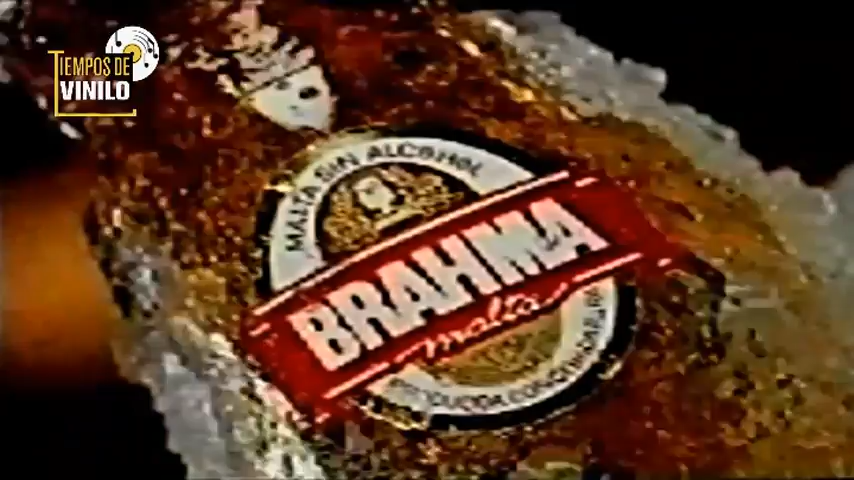 TIEMPOS DE
VINILO
MALTA SIN ALCOHOL
BRAHMA
malta